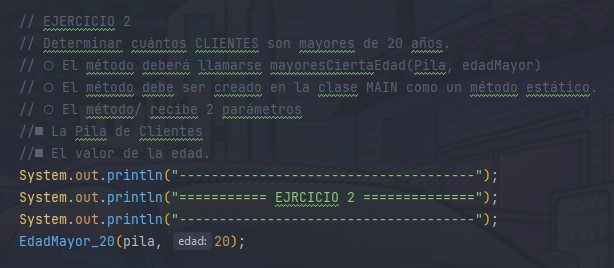 // EJERCICIO 2
// Determinar cuántos CLIENTES son mayores de 20 años.
// ○ El método deberá llamarse mayoresCiertaEdad(Pila, edadMayor)
// ○ El método debe ser creado en la clase MAIN como un método estático.
// ○ El método/ recibe 2 parámetros
//■ La Pila de Clientes
//■ El valor de la edad.
System.out.println("------------------------------------");
System.out.println("=========== EJRCICIO 2 ==============");
System.out.println("------------------------------------");
EdadMayor_20(pila, edad: 20);